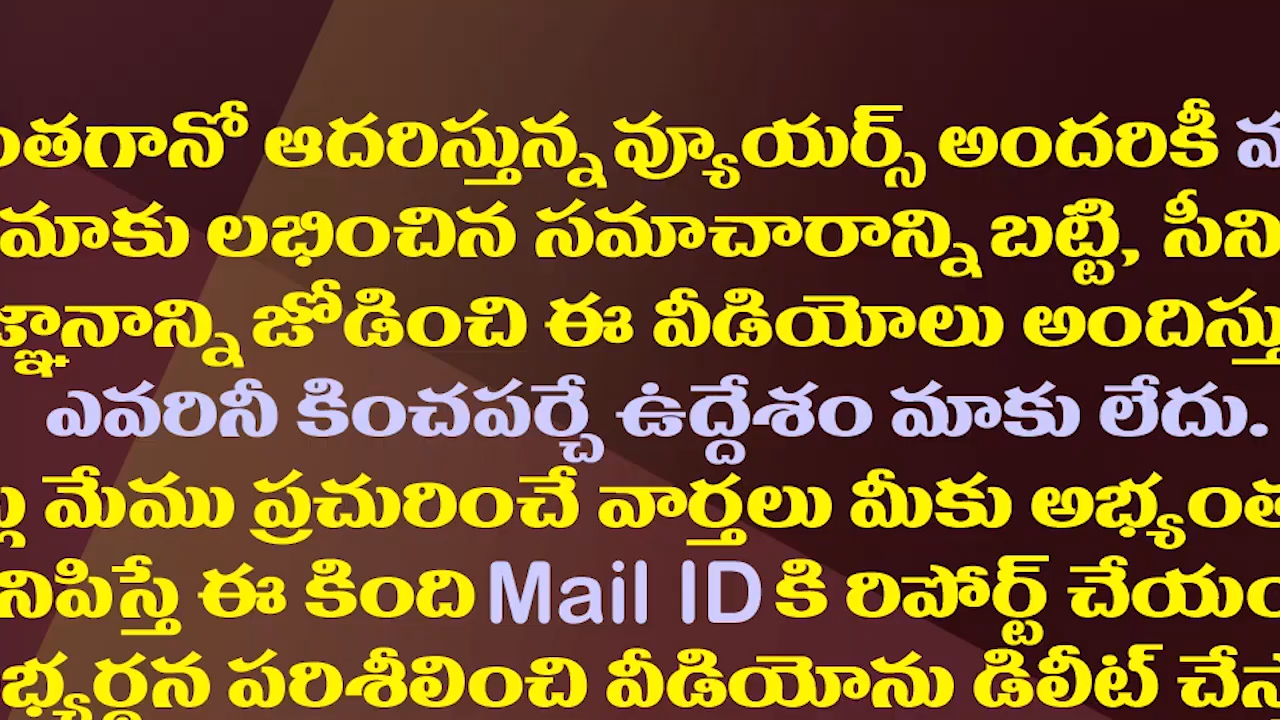 ంతగానో ఆదరిస్తున్న వ్యూయర్స్ అందరికీ
మాకు లభించిన సమాచారాన్ని బట్టి, సీని
జ్ఞానాన్ని జోడించి ఈ వీడియోలు అందిస్తు
ఎవరినీ కించపర్చే ఉద్దేశం మాకు లేదు.
మేము ప్రచురించే వార్తలు మీకు అభ్యంత
నిపిస్తే ఈ కింది Mail ID కి రిపోర్ట్ చేయం
భ్యర్థన పరిశీలించి వీడియోను డిలీట్ చేస